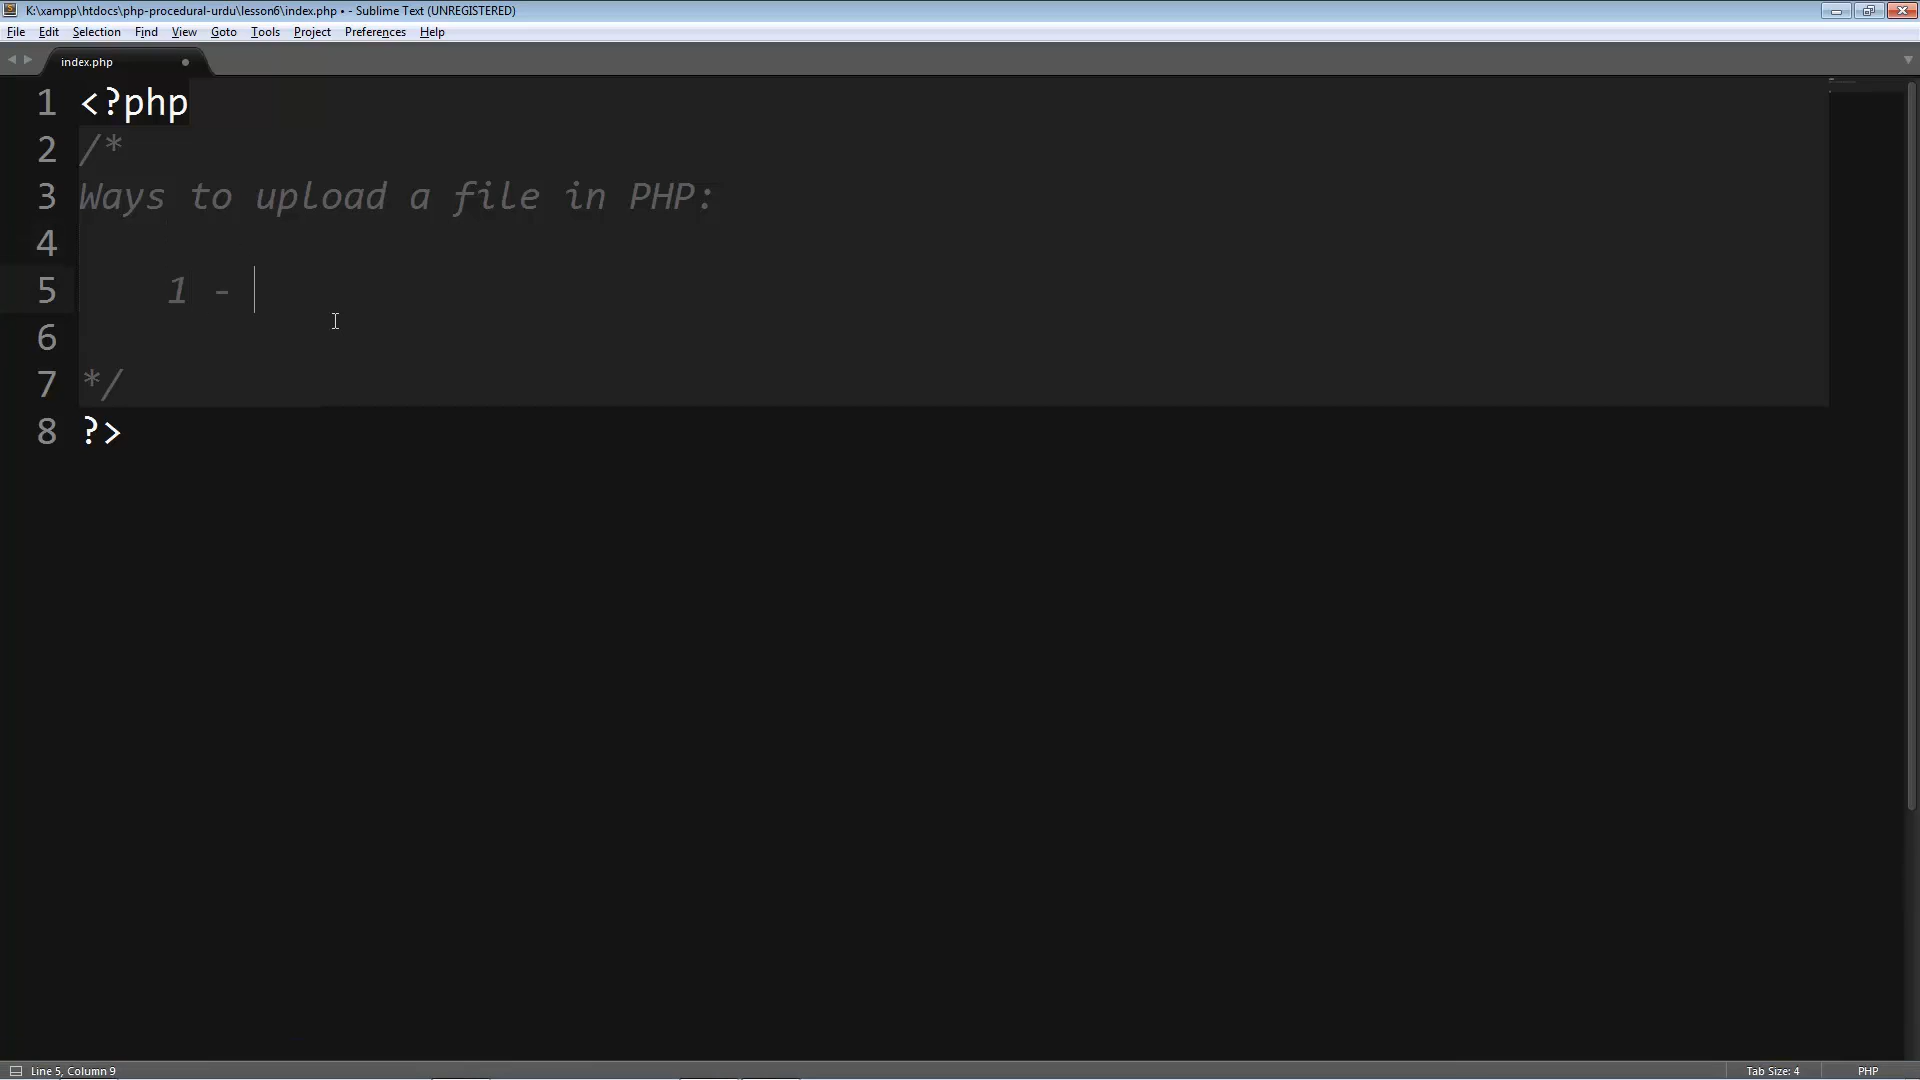 K:\xampp\htdocs\php-procedural-urdu\lesson6\index.php • - Sublime Text (UNREGISTERED)
File Edit Selection Find View Goto Tools Project Preferences Help
index.php
1 <?php
2 /*
3 Ways to upload a file in PHP:
4
5 1 -
6
7 */
8 ?>
Line 5, Column 9 Tab Size: 4 PHP